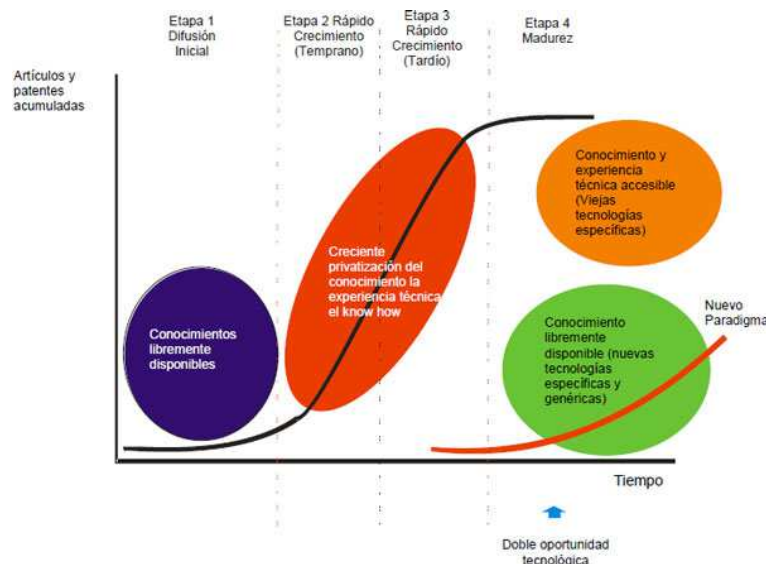 Etapa 1
Difusión
Inicial
Etapa 2 Rápido
Crecimiento
(Temprano)
Etapa 3
Rápido
Crecimiento
(Tardío)
Etapa 4
Madurez
Artículos y
patentes
acumuladas
Conocimiento y
experiencia
técnica accesible
(Viejas
tecnologías
específicas)
Creciente
privatización del
conocimiento la
experiencia técnica
el know how
Conocimientos
libremente
disponibles
Nuevo
Paradigma
Conocimiento
libremente
disponible (nuevas
tecnologías
específicas y
genéricas)
Tiempo
Doble oportunidad
tecnológica